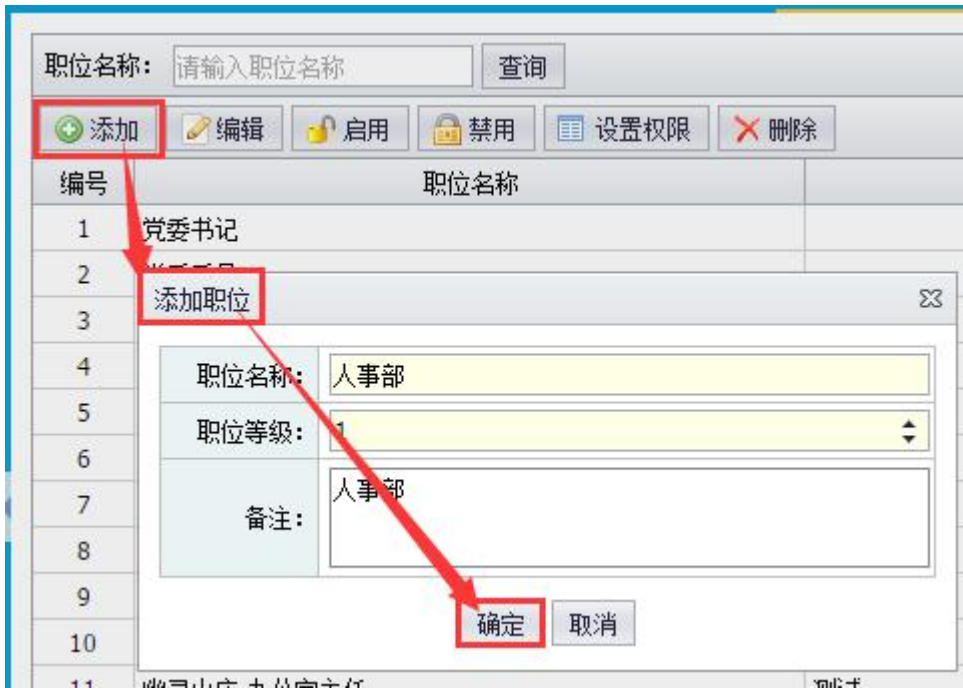 职位名称: 请输入职位名称 查询
添加 编辑 启用 禁用 设置权限 删除
编号 职位名称
1 党委书记
2
添加职位
3
4
职位名称: 人事部
5
职位等级: 1
6
7
人事部
备注:
8
9
确定 取消
10